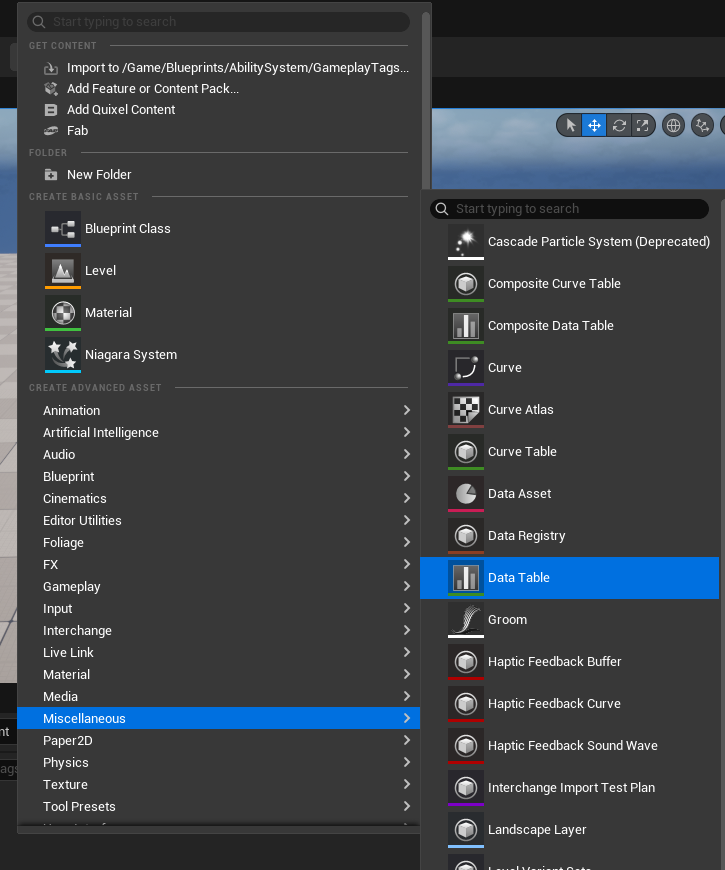 Start typing to search
GET CONTENT
Import to /Game/Blueprints/AbilitySystem/GameplayTags...
Add Feature or Content Pack...
Add Quixel Content
Fab
FOLDER
New Folder
CREATE BASIC ASSET
Blueprint Class
Level
Material
Niagara System
CREATE ADVANCED ASSET
Animation
Artificial Intelligence
Audio
Blueprint
Cinematics
Editor Utilities
Foliage
FX
Gameplay
Input
Interchange
Live Link
Material
Media
Miscellaneous
Paper2D
Physics
Texture
Tool Presets
Start typing to search
Cascade Particle System (Deprecated)
Composite Curve Table
Composite Data Table
Curve
Curve Atlas
Curve Table
Data Asset
Data Registry
Data Table
Groom
Haptic Feedback Buffer
Haptic Feedback Curve
Haptic Feedback Sound Wave
Interchange Import Test Plan
Landscape Layer